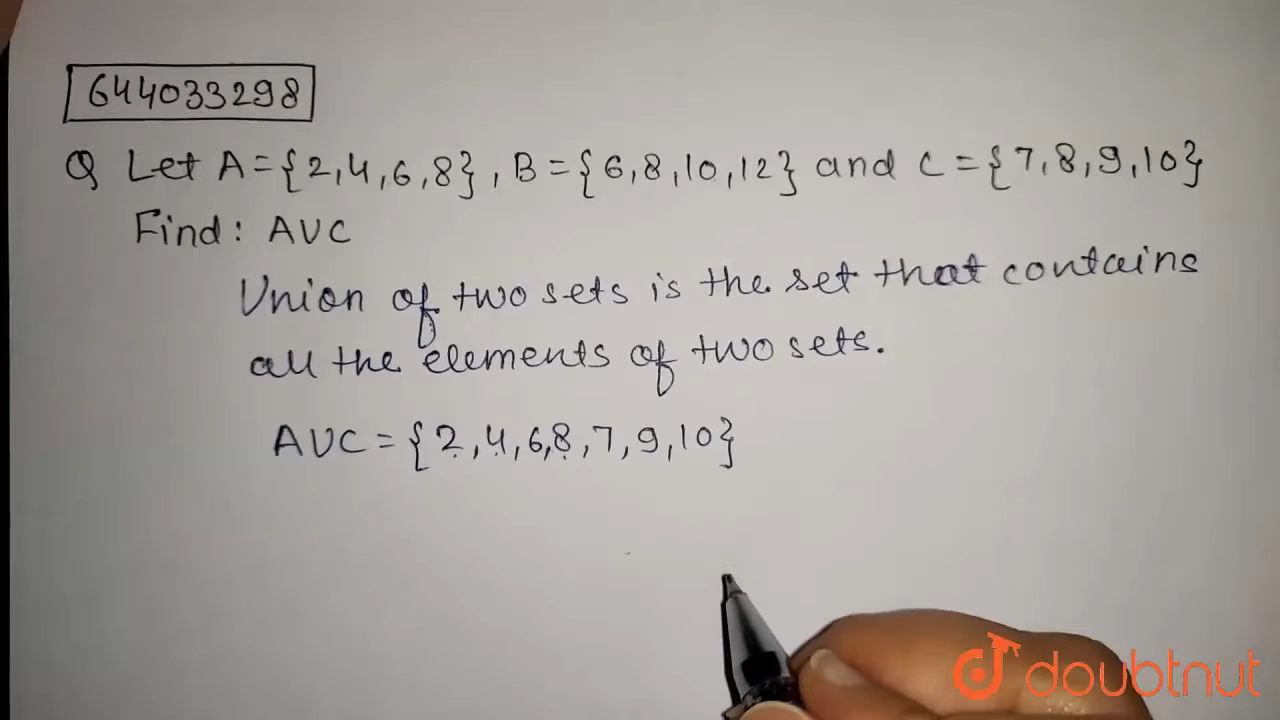 644033298
Q Let A = {2,4,6,8}, B = {6,8,10,12} and C = {7,8,9,10}
Find: AUC
Union of two sets is the set that contains
all the elements of two sets.
AUC = {2,4,6,8,7,9,10}
doubtnut